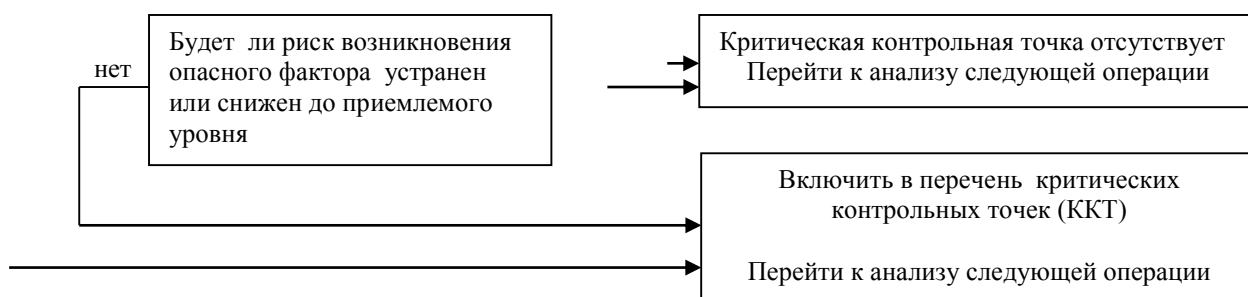 Будет ли риск возникновения
опасного фактора устранен
или снижен до приемлемого
уровня
нет
Критическая контрольная точка отсутствует
Перейти к анализу следующей операции
Включить в перечень критических
контрольных точек (ККТ)
Перейти к анализу следующей операции